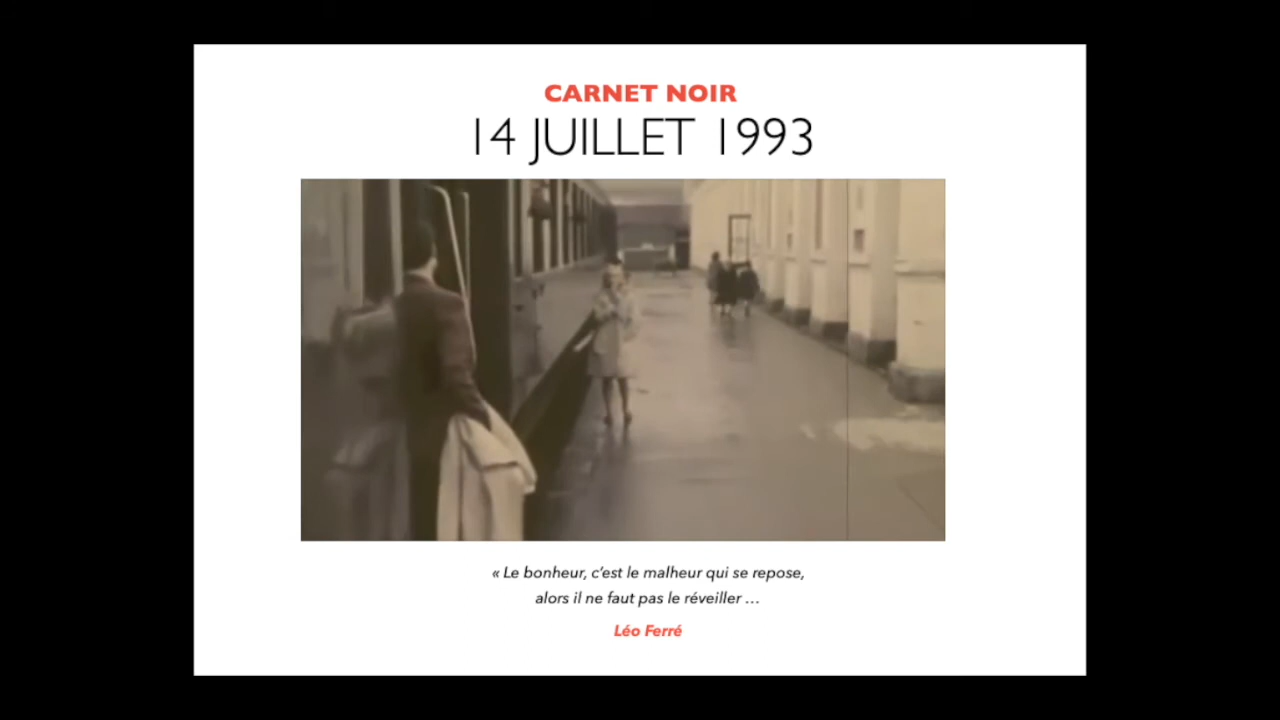 CARNET NOIR
14 JUILLET 1993
« Le bonheur, c'est le malheur qui se repose,
alors il ne faut pas le réveiller ...
Léo Ferré